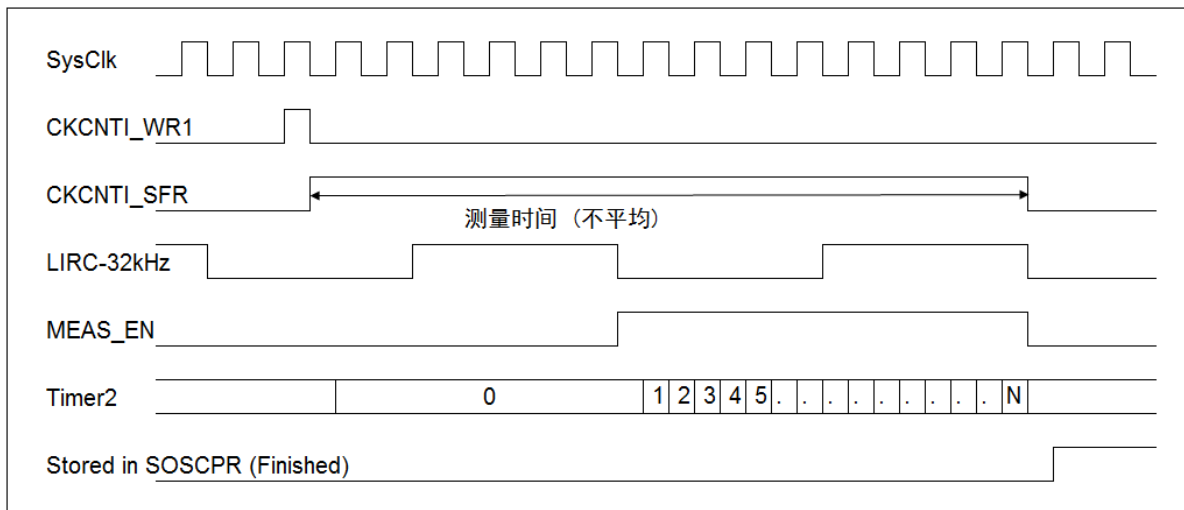 SysClk
CKCNTI_WR1
CKCNTI_SFR
测量时间 (不平均)
LIRC-32kHz
MEAS_EN
Timer2 0 1 2 3 4 5 . . . . . . . . . N
Stored in SOSCPR (Finished)